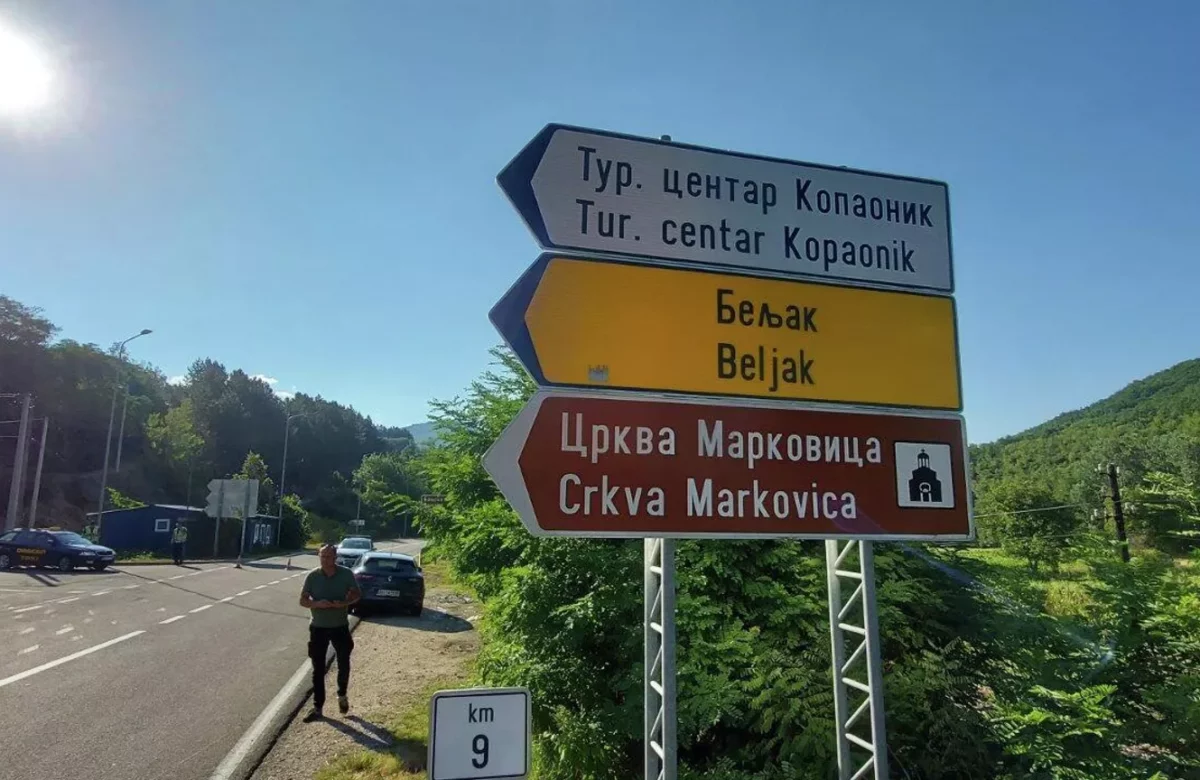 Тур. центар Копаоник
Tur. centar Kopaonik
Бељак
Beljak
Црква Марковица
Crkva Markovica
km
9